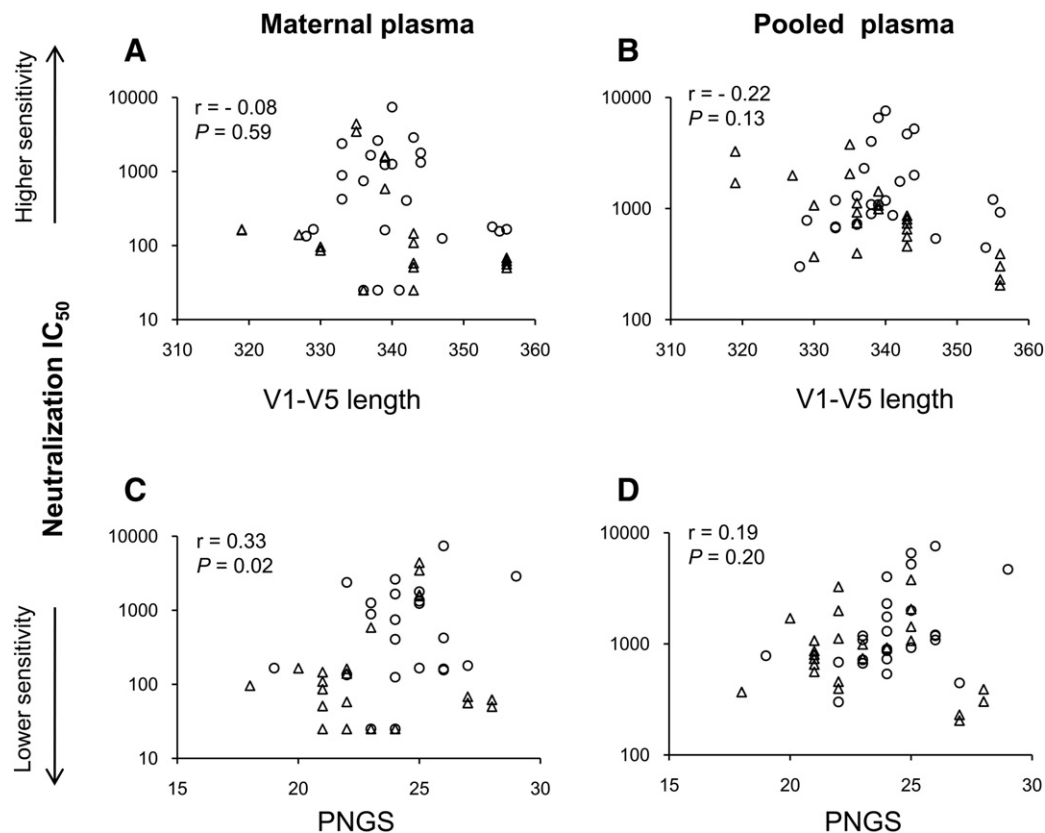 Maternal plasma
Pooled plasma
Higher sensitivity
Neutralization IC50
Lower sensitivity
A
r = - 0.08
P = 0.59
10000
1000
100
10
310 320 330 340 350 360
V1-V5 length
B
r = - 0.22
P = 0.13
10000
1000
100
310 320 330 340 350 360
V1-V5 length
C
r = 0.33
P = 0.02
10000
1000
100
10
15 20 25 30
PNGS
D
r = 0.19
P = 0.20
10000
1000
100
15 20 25 30
PNGS